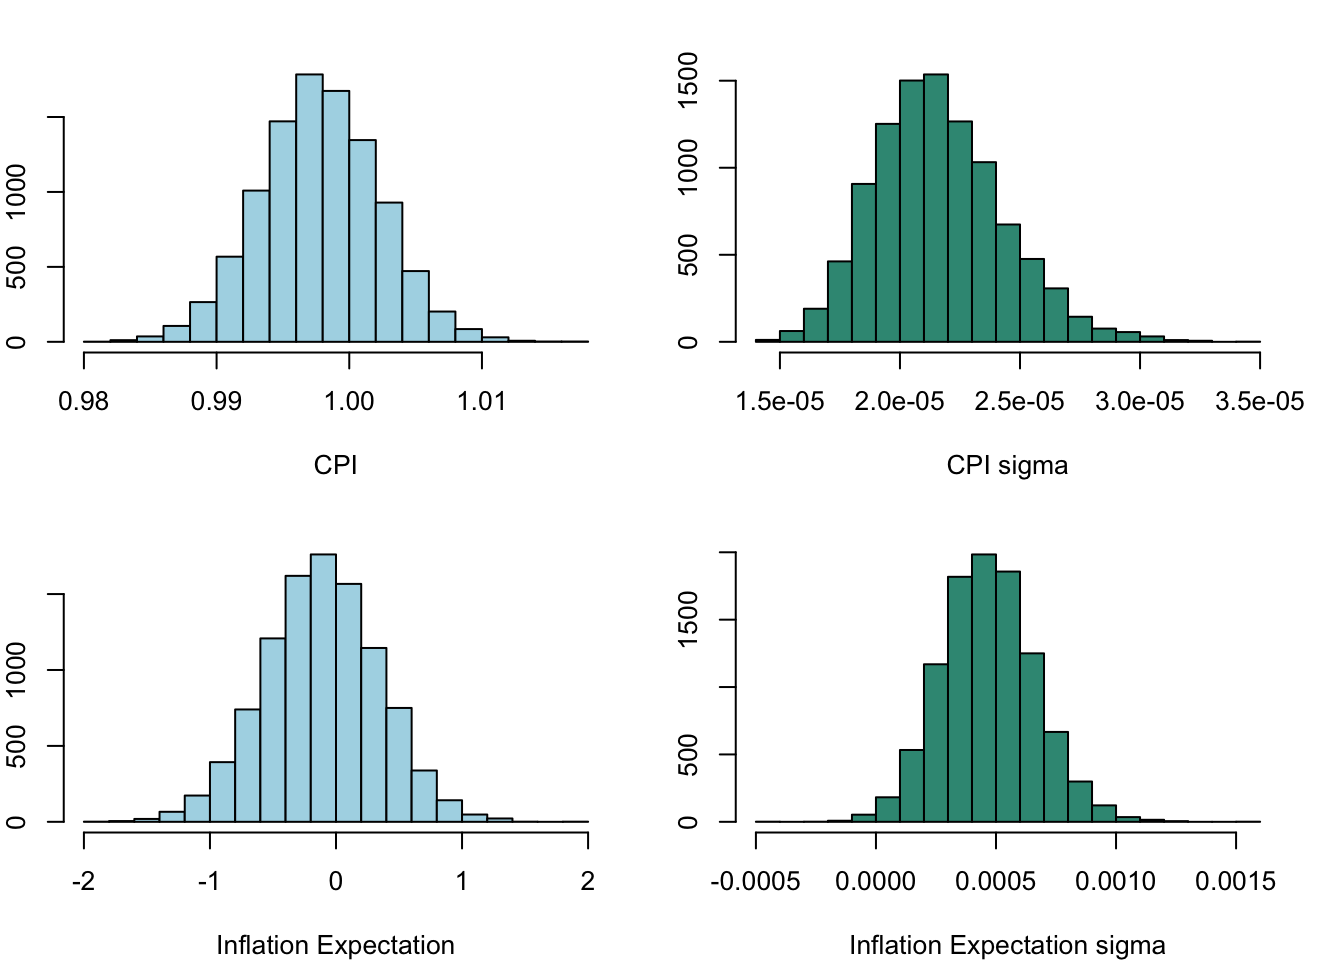 0 500 1000
0.98 0.99 1.00 1.01
CPI
0 500 1000 1500
1.5e-05 2.0e-05 2.5e-05 3.0e-05 3.5e-05
CPI sigma
0 500 1000
-2 -1 0 1 2
Inflation Expectation
0 500 1500
-0.0005 0.0000 0.0005 0.0010 0.0015
Inflation Expectation sigma